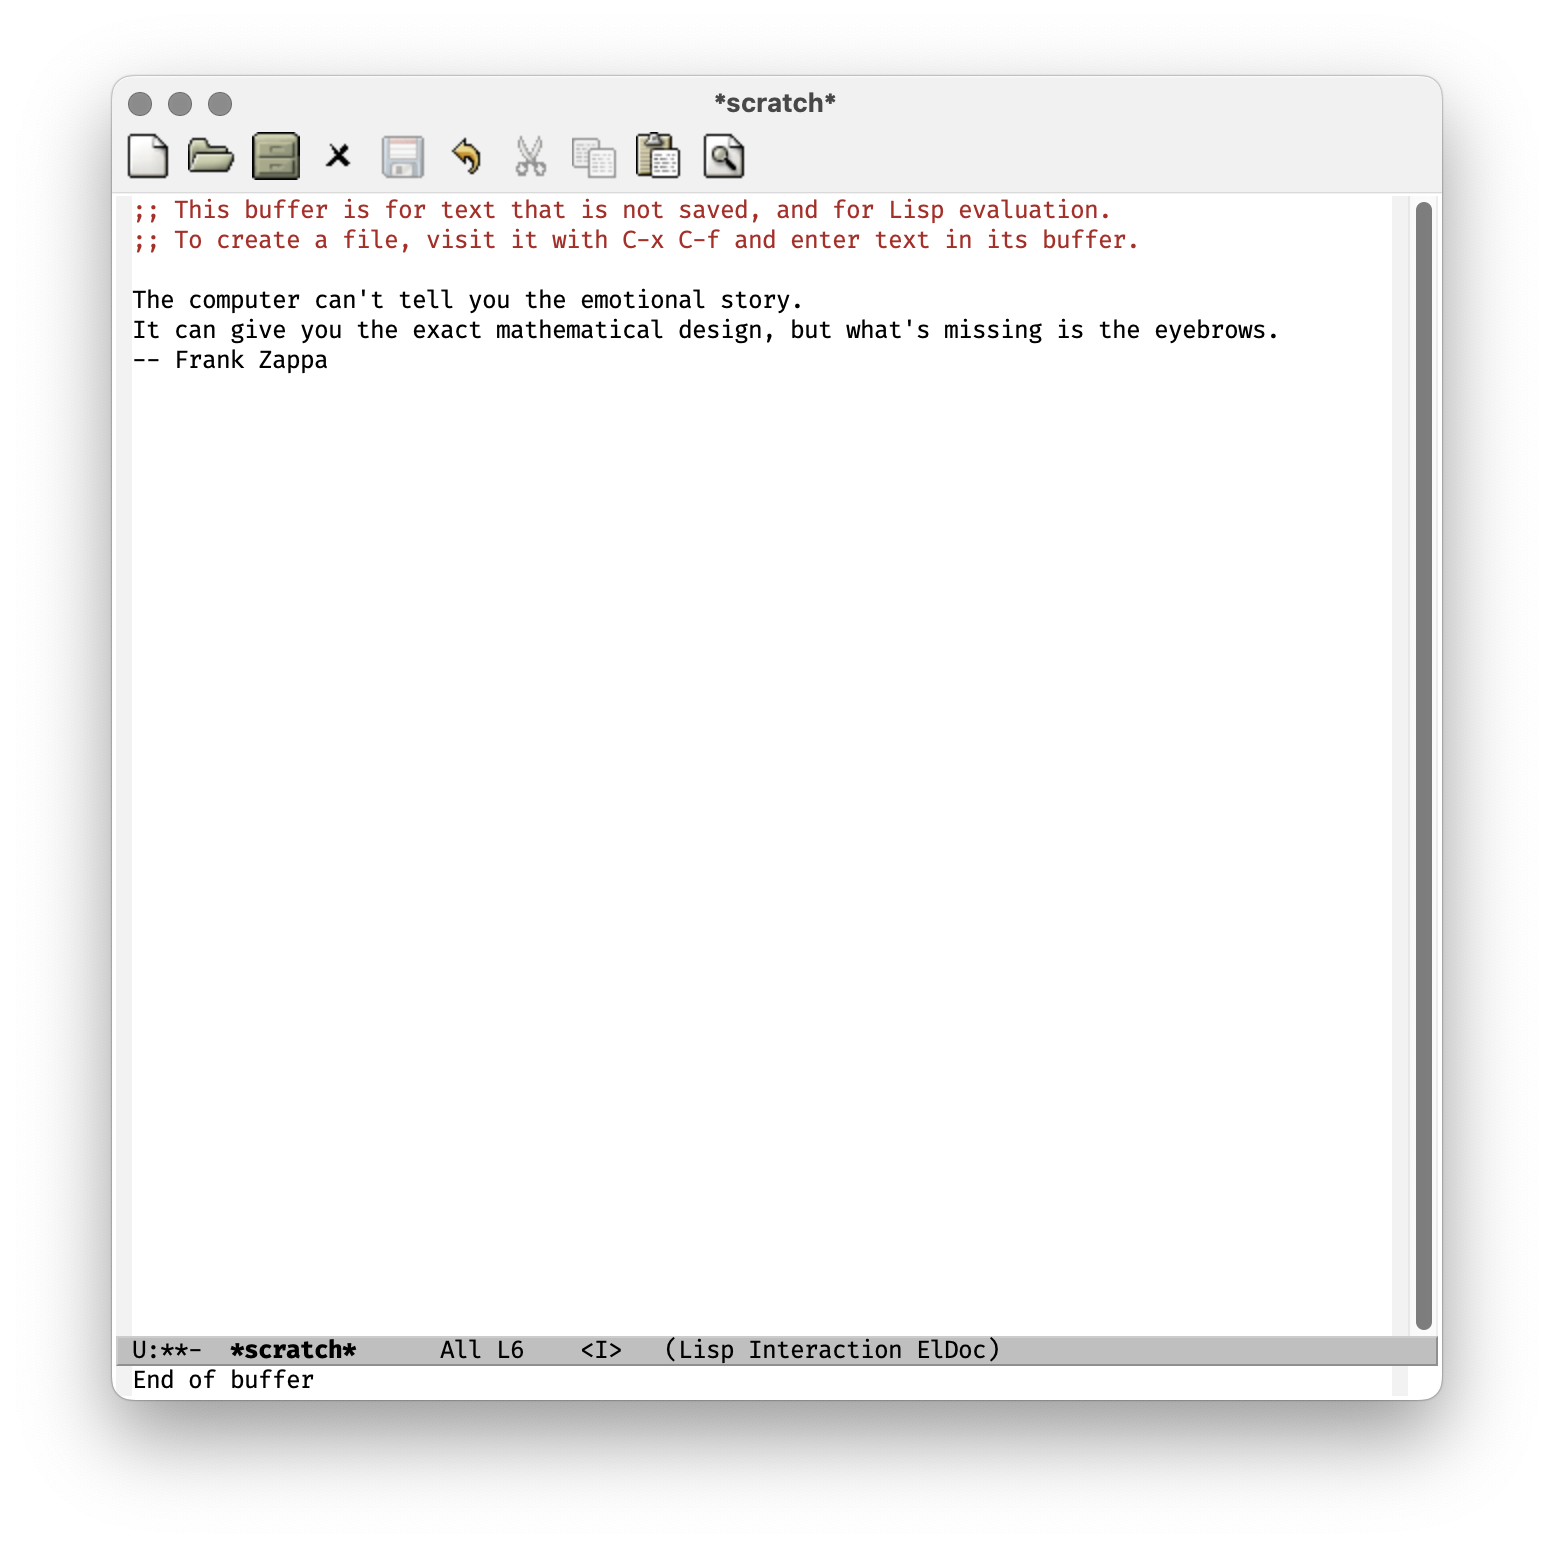 *scratch*
;; This buffer is for text that is not saved, and for Lisp evaluation.
;; To create a file, visit it with C-x C-f and enter text in its buffer.
The computer can't tell you the emotional story.
It can give you the exact mathematical design, but what's missing is the eyebrows.
-- Frank Zappa
U:**-  *scratch*      All L6    <I>   (Lisp Interaction ElDoc)
End of buffer